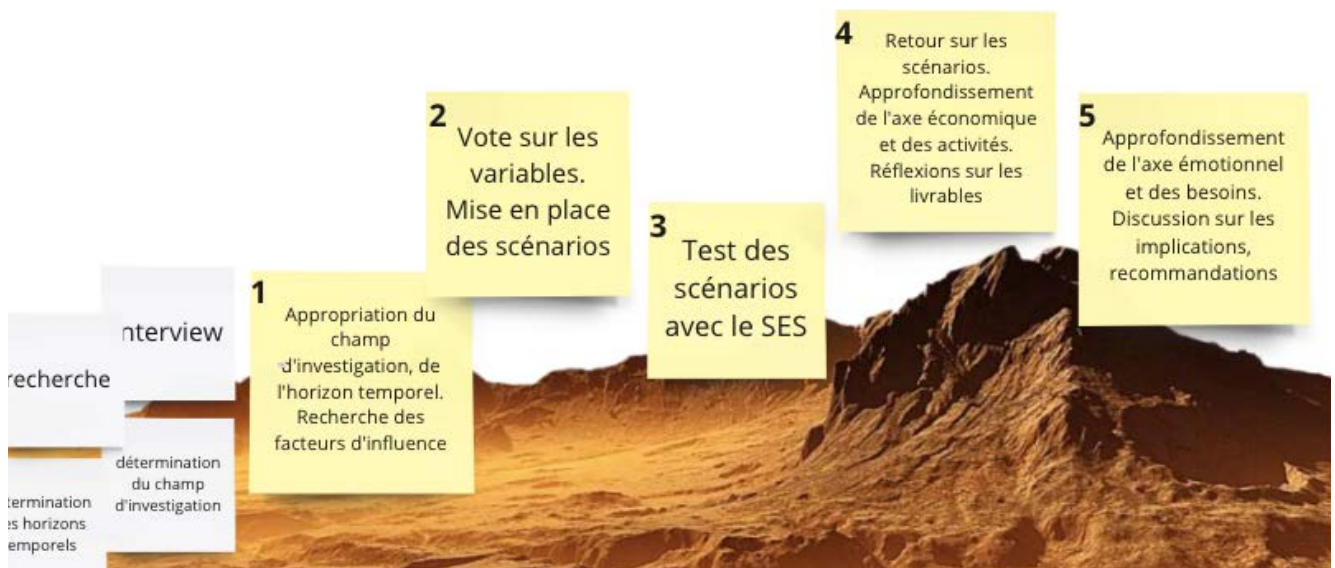 recherche
es horizons
nterview
détermination
du champ
d'investigation
1
Appropriation du
champ
d'investigation, de
l'horizon temporel.
Recherche des
facteurs d'influence
2
Vote sur les
variables.
Mise en place
des scénarios
3
Test des
scénarios
avec le SES
4
Retour sur les
scénarios.
Approfondissement
de l'axe économique
et des activités.
Réflexions sur les
livrables
5
Approfondissement
de l'axe émotionnel
et des besoins.
Discussion sur les
implications,
recommandations